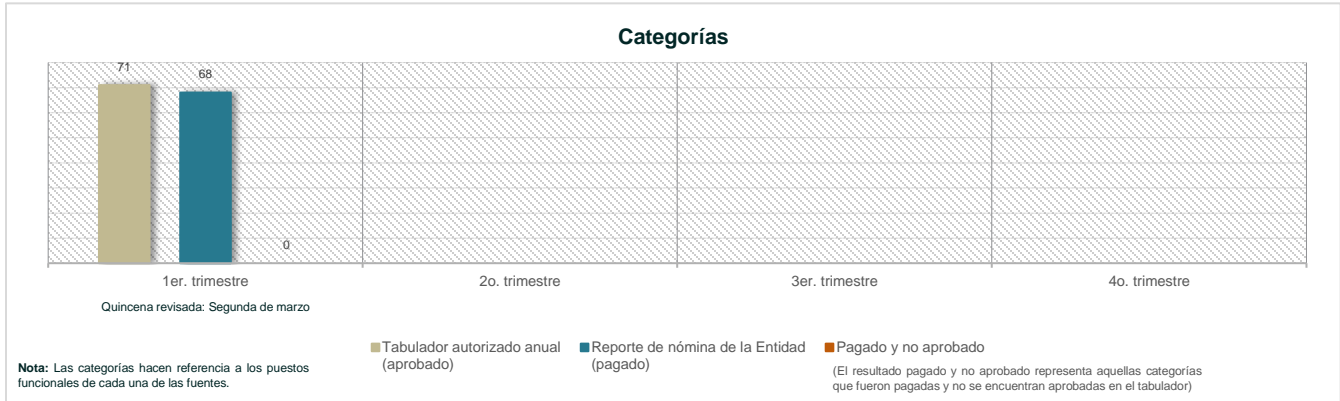 Categorías
71
68
0
1er. trimestre
2o. trimestre
3er. trimestre
4o. trimestre
Quincena revisada: Segunda de marzo
Tabulador autorizado anual
(aprobado)
Reporte de nómina de la Entidad
(pagado)
Pagado y no aprobado
(El resultado pagado y no aprobado representa aquellas categorías
que fueron pagadas y no se encuentran aprobadas en el tabulador)
Nota: Las categorías hacen referencia a los puestos
funcionales de cada una de las fuentes.